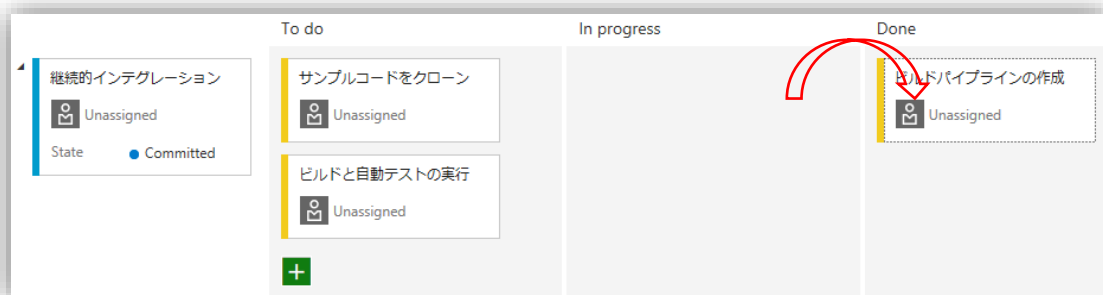 To do
In progress
Done
継続的インテグレーション
Unassigned
State
Committed
サンプルコードをクローン
Unassigned
ビルドと自動テストの実行
Unassigned
ビルドパイプラインの作成
Unassigned